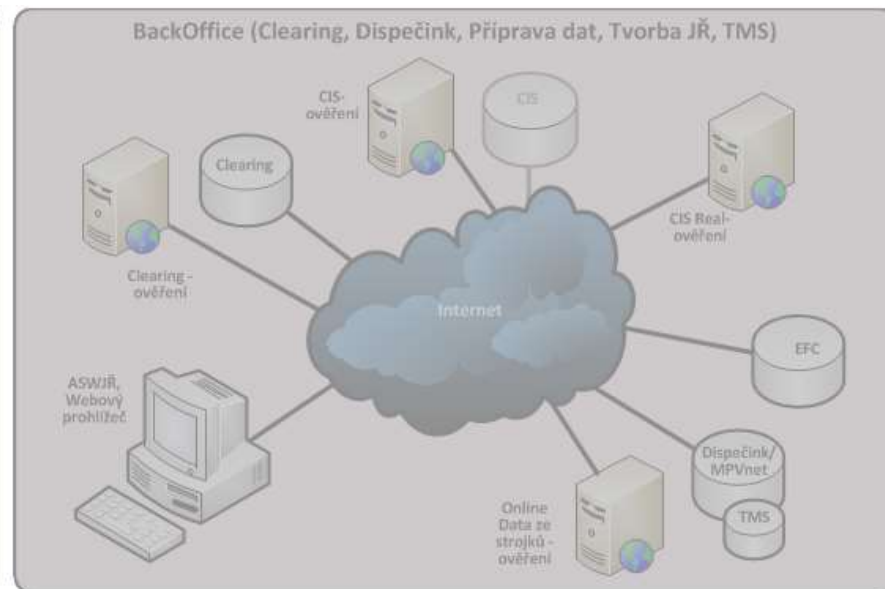 BackOffice (Clearing, Dispečink, Příprava dat, Tvorba JŘ, TMS)
CIS-
ověření
CIS
Clearing
CIS Real-
ověření
Clearing -
ověření
Internet
EFC
ASWJŘ,
Webový
prohlížeč
Dispečink/
MPVnet
TMS
Online
Data ze
strojků -
ověření